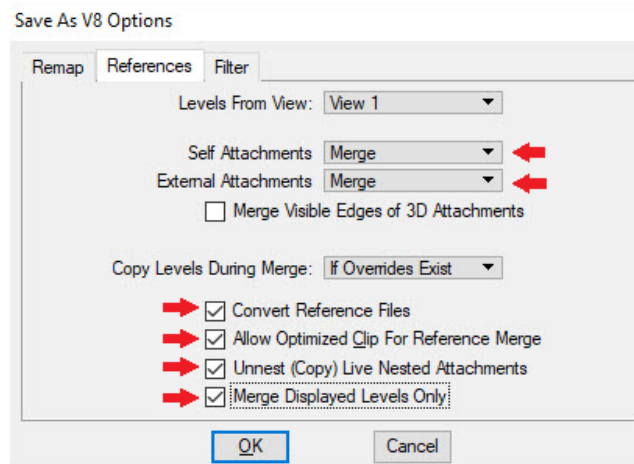 Save As V8 Options
Remap References Filter
Levels From View: View 1
Self Attachments Merge
External Attachments Merge
Merge Visible Edges of 3D Attachments
Copy Levels During Merge: If Overrides Exist
Convert Reference Files
Allow Optimized Clip For Reference Merge
Unnest (Copy) Live Nested Attachments
Merge Displayed Levels Only
OK Cancel